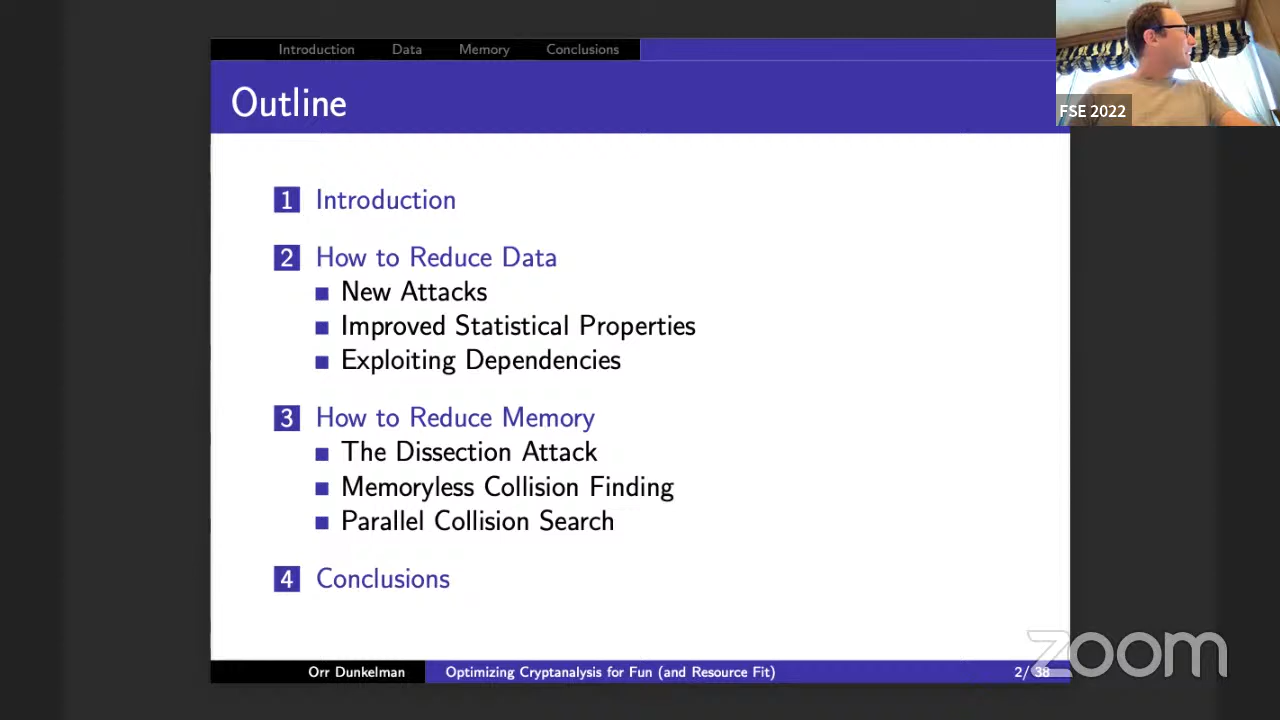 Introduction Data Memory Conclusions
Outline
FSE 2022
1 Introduction
2 How to Reduce Data
New Attacks
Improved Statistical Properties
Exploiting Dependencies
3 How to Reduce Memory
The Dissection Attack
Memoryless Collision Finding
Parallel Collision Search
4 Conclusions
Orr Dunkelman Optimizing Cryptanalysis for Fun (and Resource Fit) 2/ 38
zoom